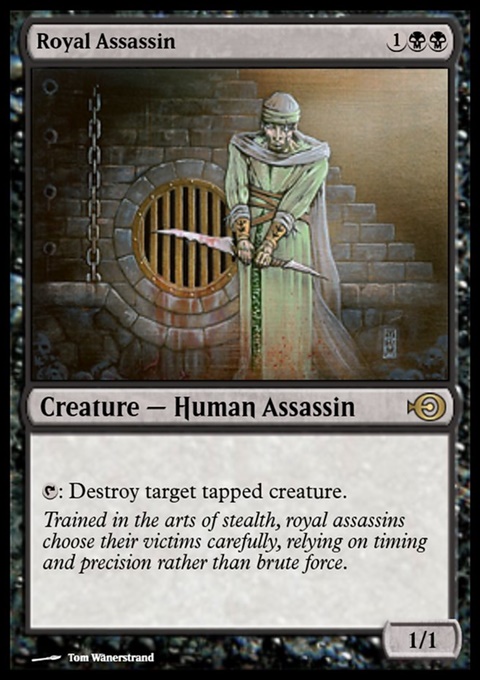 Royal Assassin 1
Creature — Human Assassin
: Destroy target tapped creature.
Trained in the arts of stealth, royal assassins
choose their victims carefully, relying on timing
and precision rather than brute force.
1/1
Tom Wänerstrand